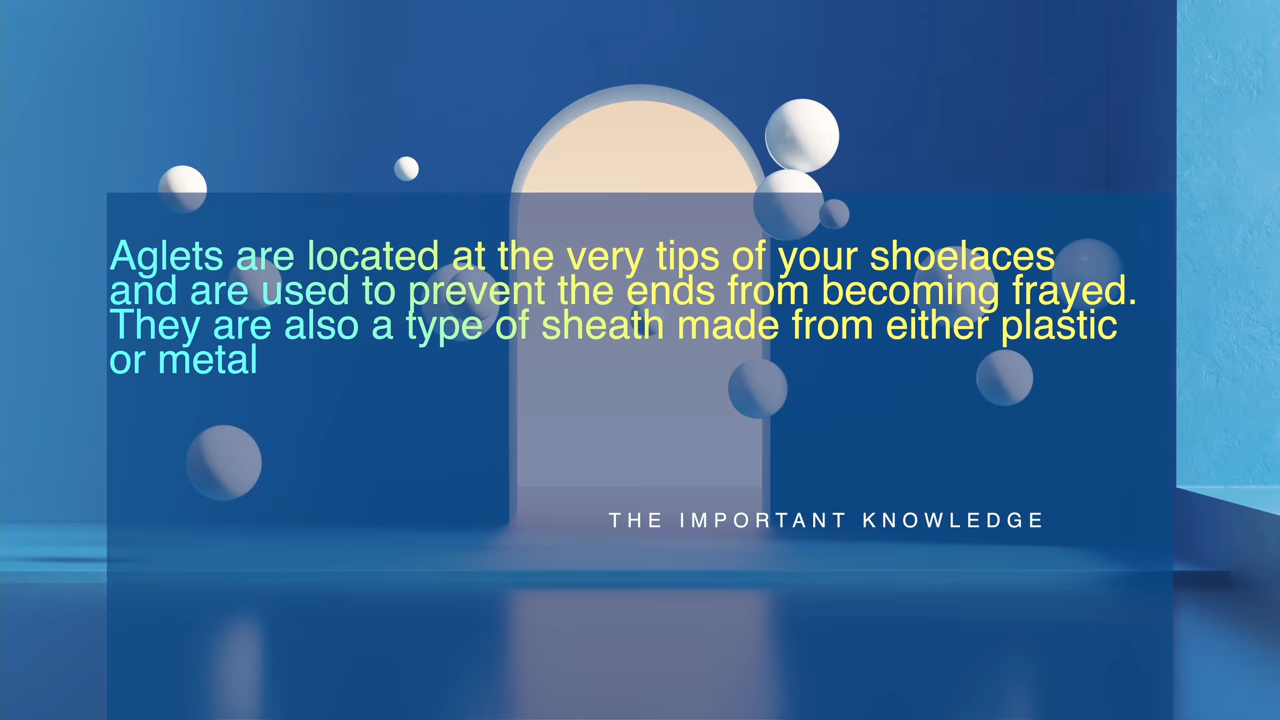 Aglets are located at the very tips of your shoelaces
and are used to prevent the ends from becoming frayed.
They are also a type of sheath made from either plastic
or metal
THE IMPORTANT KNOWLEDGE